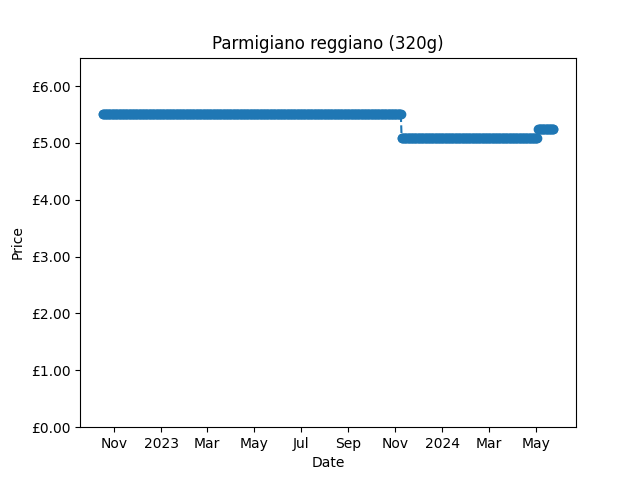 Parmigiano reggiano (320g)
£6.00
£5.00
£4.00
£3.00
£2.00
£1.00
£0.00
Price
Nov 2023 Mar May Jul Sep Nov 2024 Mar May
Date